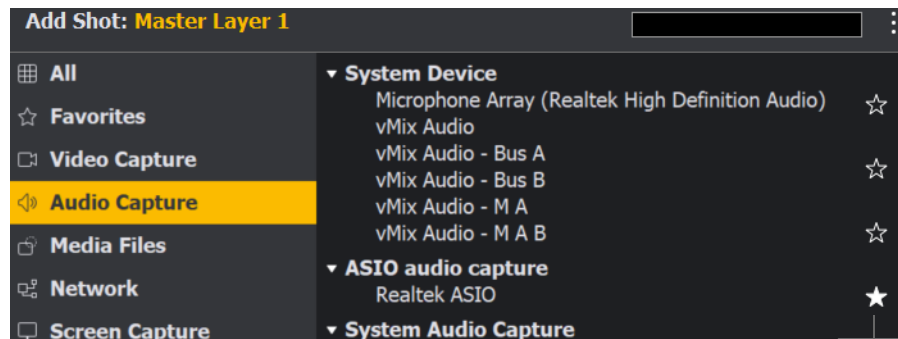 Add Shot: Master Layer 1
All
Favorites
Video Capture
Audio Capture
Media Files
Network
Screen Capture
System Device
Microphone Array (Realtek High Definition Audio)
vMix Audio
vMix Audio - Bus A
vMix Audio - Bus B
vMix Audio - M A
vMix Audio - M A B
ASIO audio capture
Realtek ASIO
System Audio Capture